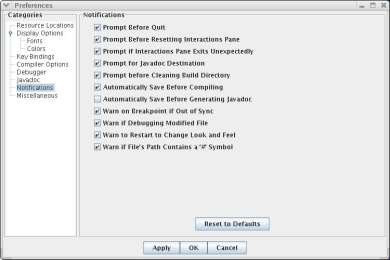 Preferences
Categories
Resource Locations
Display Options
Fonts
Colors
Key Bindings
Compiler Options
Debugger
Javadoc
Notifications
Miscellaneous
Notifications
Prompt Before Quit
Prompt Before Resetting Interactions Pane
Prompt if Interactions Pane Exits Unexpectedly
Prompt for Javadoc Destination
Prompt before Cleaning Build Directory
Automatically Save Before Compiling
Automatically Save Before Generating Javadoc
Warn on Breakpoint if Out of Sync
Warn if Debugging Modified File
Warn to Restart to Change Look and Feel
Warn if File's Path Contains a '#' Symbol
Reset to Defaults
Apply OK Cancel